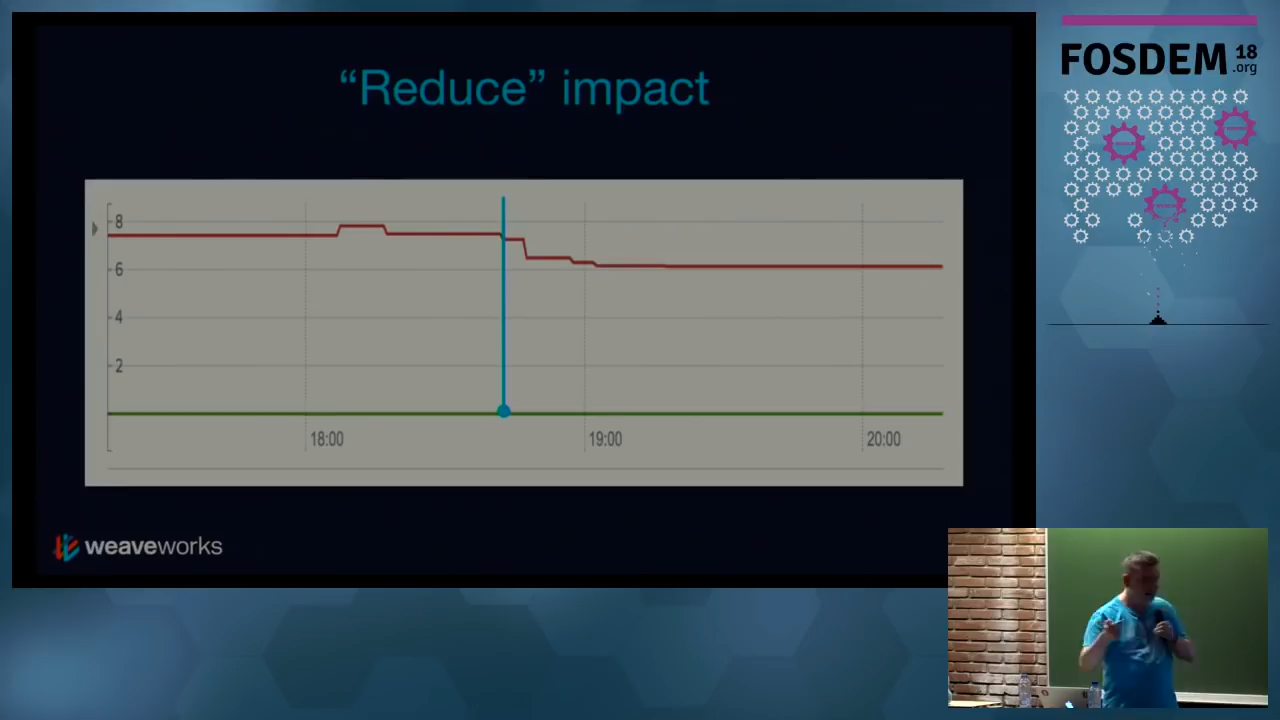 “Reduce” impact
8
6
4
2
18:00
19:00
20:00
weaveworks
FOSDEM 18
.org